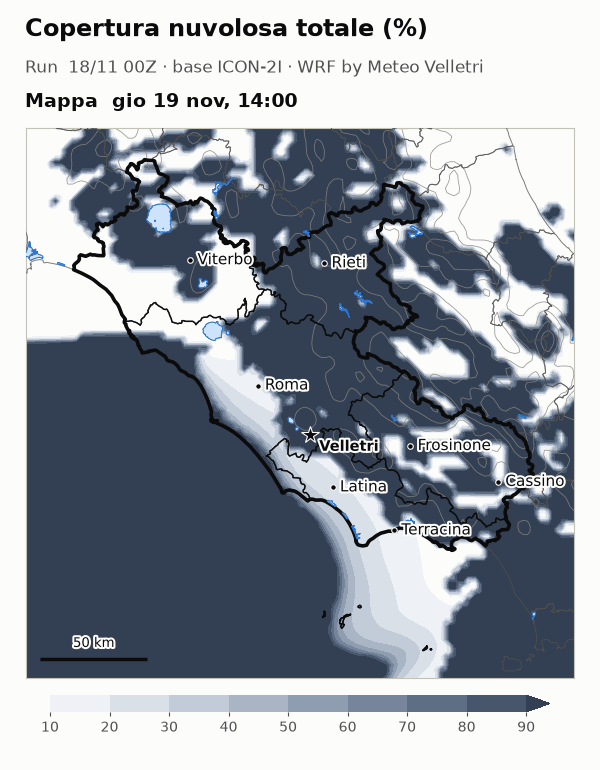 Copertura nuvolosa totale (%)
Run  18/11 00Z · base ICON-2I · WRF by Meteo Velletri
Mappa  gio 19 nov, 14:00
Viterbo
Rieti
Roma
Velletri
Frosinone
Cassino
Latina
Terracina
50 km
10 20 30 40 50 60 70 80 90